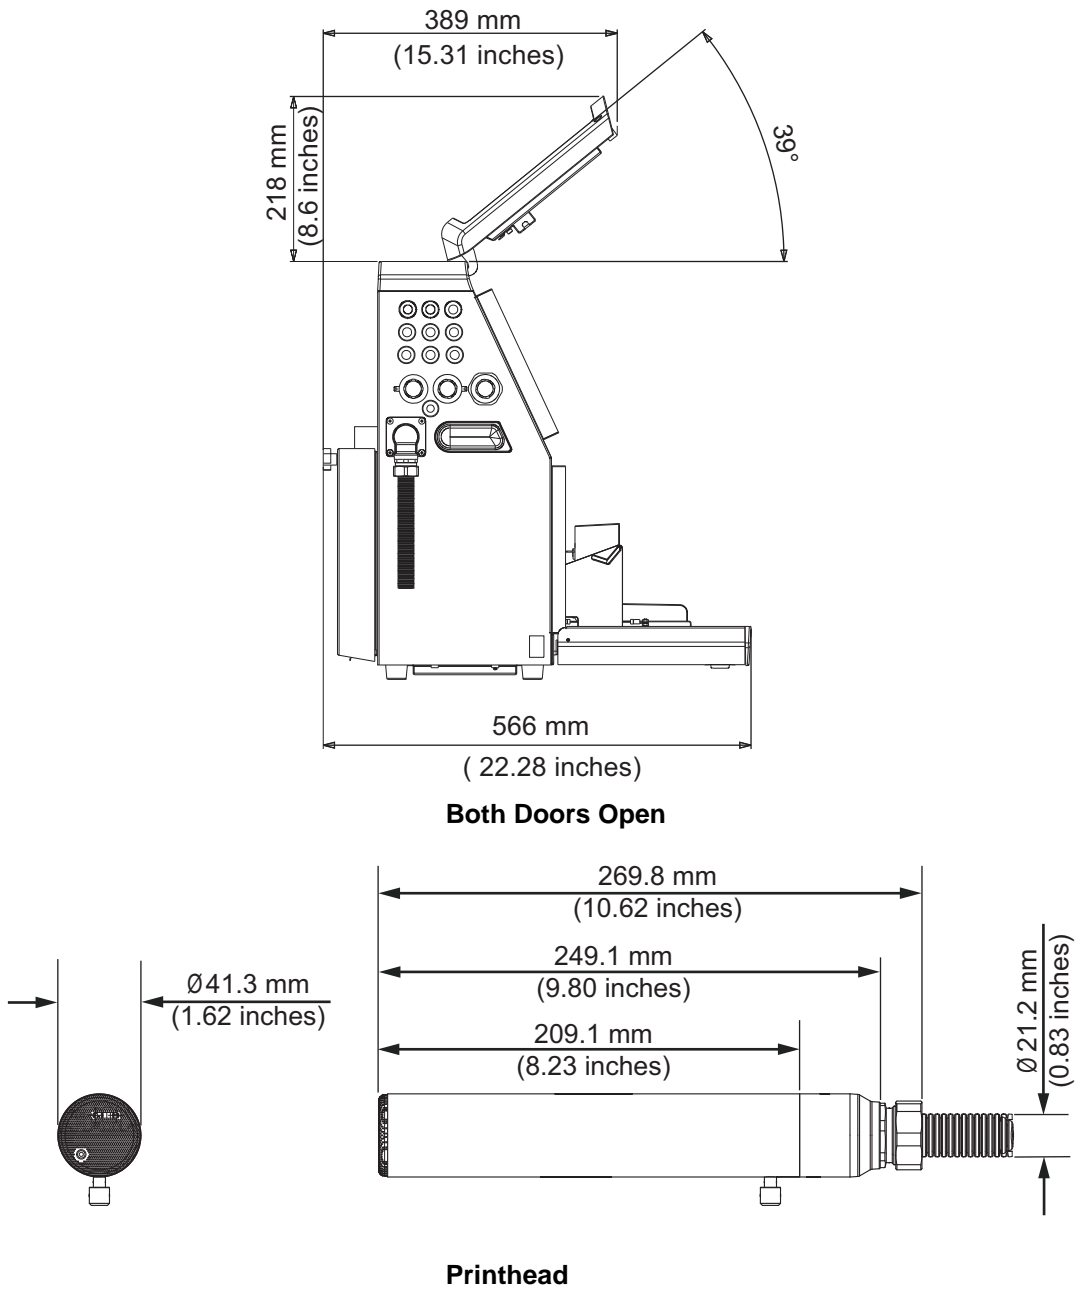 389 mm
(15.31 inches)
218 mm
(8.6 inches)
39°
566 mm
( 22.28 inches)
Both Doors Open
269.8 mm
(10.62 inches)
249.1 mm
(9.80 inches)
Ø41.3 mm
(1.62 inches)
209.1 mm
(8.23 inches)
Ø21.2 mm
(0.83 inches)
Printhead